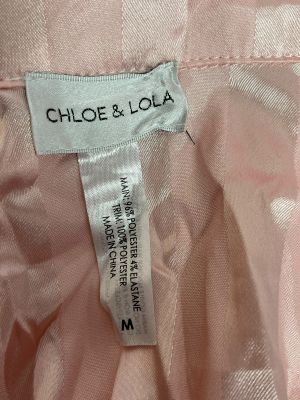 CHLOE & LOLA
MAIN: 96% POLYESTER 4% ELASTANE
TRIM: 100% POLYESTER
MADE IN CHINA
M